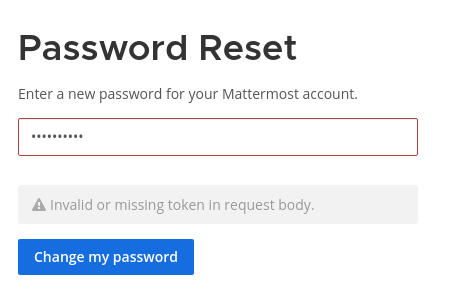 Password Reset
Enter a new password for your Mattermost account.
••••••••••
Invalid or missing token in request body.
Change my password